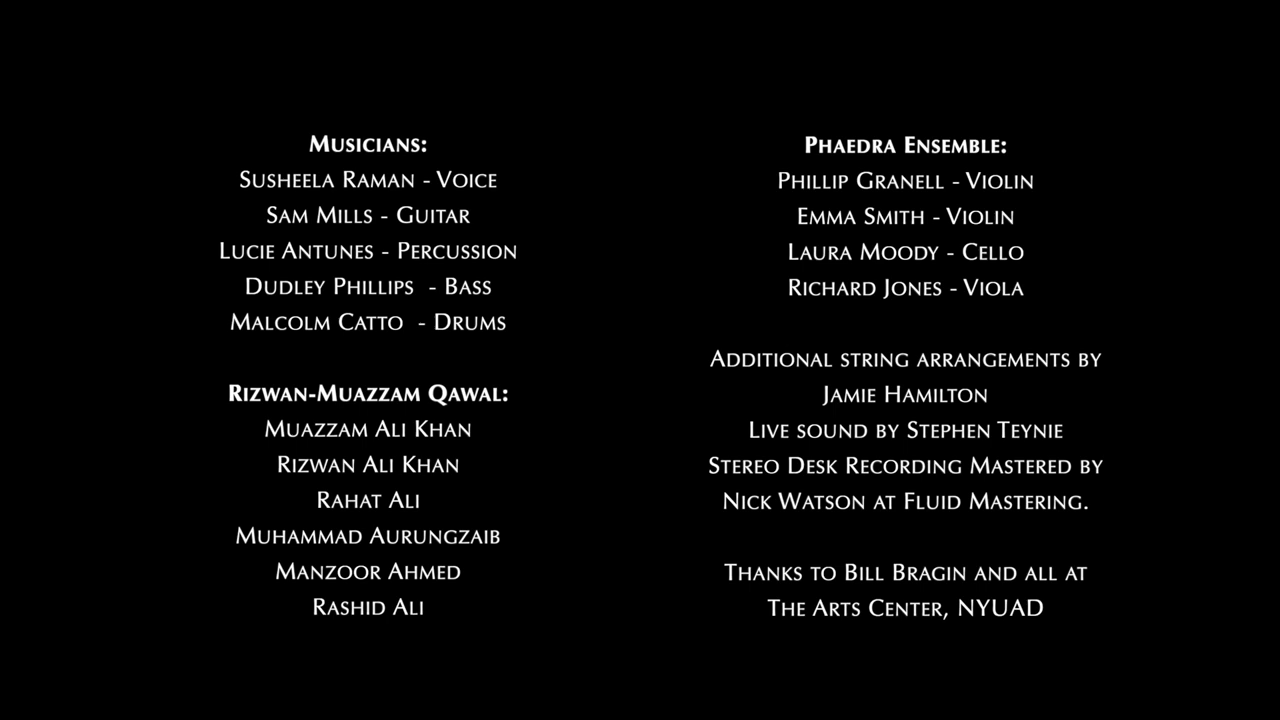 MUSICIANS:
SUSHEELA RAMAN - VOICE
SAM MILLS - GUITAR
LUCIE ANTUNES - PERCUSSION
DUDLEY PHILLIPS - BASS
MALCOLM CATTO - DRUMS
RIZWAN-MUAZZAM QAWAL:
MUAZZAM ALI KHAN
RIZWAN ALI KHAN
RAHAT ALI
MUHAMMAD AURUNGZAIB
MANZOOR AHMED
RASHID ALI
PHAEDRA ENSEMBLE:
PHILLIP GRANELL - VIOLIN
EMMA SMITH - VIOLIN
LAURA MOODY - CELLO
RICHARD JONES - VIOLA
ADDITIONAL STRING ARRANGEMENTS BY
JAMIE HAMILTON
LIVE SOUND BY STEPHEN TEYNIE
STEREO DESK RECORDING MASTERED BY
NICK WATSON AT FLUID MASTERING.
THANKS TO BILL BRAGIN AND ALL AT
THE ARTS CENTER, NYUAD